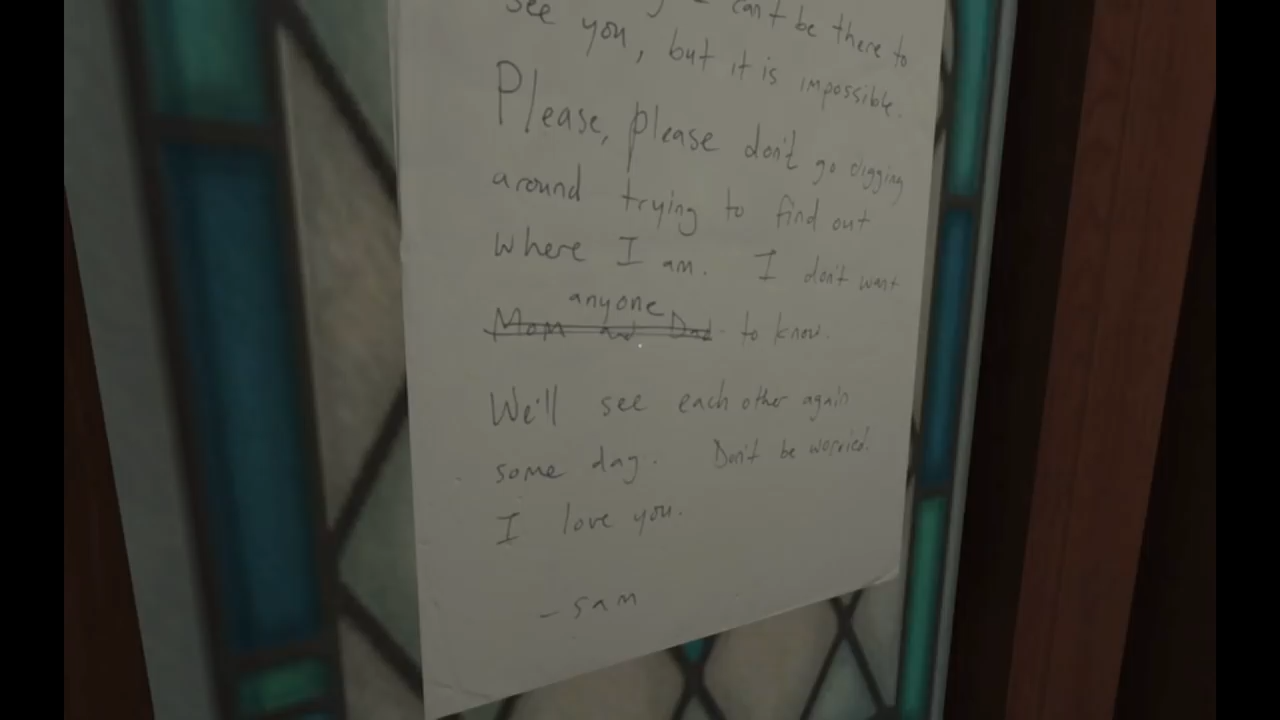 can't be there to
see you, but it is impossible.
Please, please don't go digging
around trying to find out
where I am. I don't want
anyone
Mom and Dad to know.
We'll see each other again
some day. Don't be worried.
I love you.
- Sam